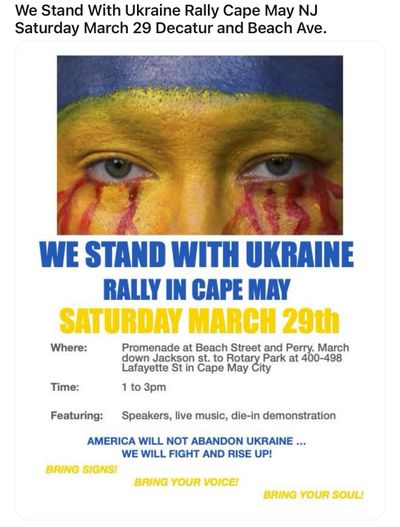 We Stand With Ukraine Rally Cape May NJ
Saturday March 29 Decatur and Beach Ave.
WE STAND WITH UKRAINE
RALLY IN CAPE MAY
SATURDAY MARCH 29th
Where: Promenade at Beach Street and Perry. March
down Jackson st. to Rotary Park at 400-498
Lafayette St in Cape May City
Time: 1 to 3pm
Featuring: Speakers, live music, die-in demonstration
AMERICA WILL NOT ABANDON UKRAINE ...
WE WILL FIGHT AND RISE UP!
BRING SIGNS!
BRING YOUR VOICE!
BRING YOUR SOUL!